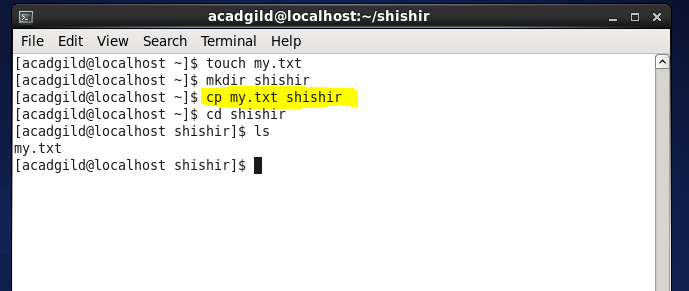 acadgild@localhost:~/shishir
File Edit View Search Terminal Help
[acadgild@localhost ~]$ touch my.txt
[acadgild@localhost ~]$ mkdir shishir
[acadgild@localhost ~]$ cp my.txt shishir
[acadgild@localhost ~]$ cd shishir
[acadgild@localhost shishir]$ ls
my.txt
[acadgild@localhost shishir]$